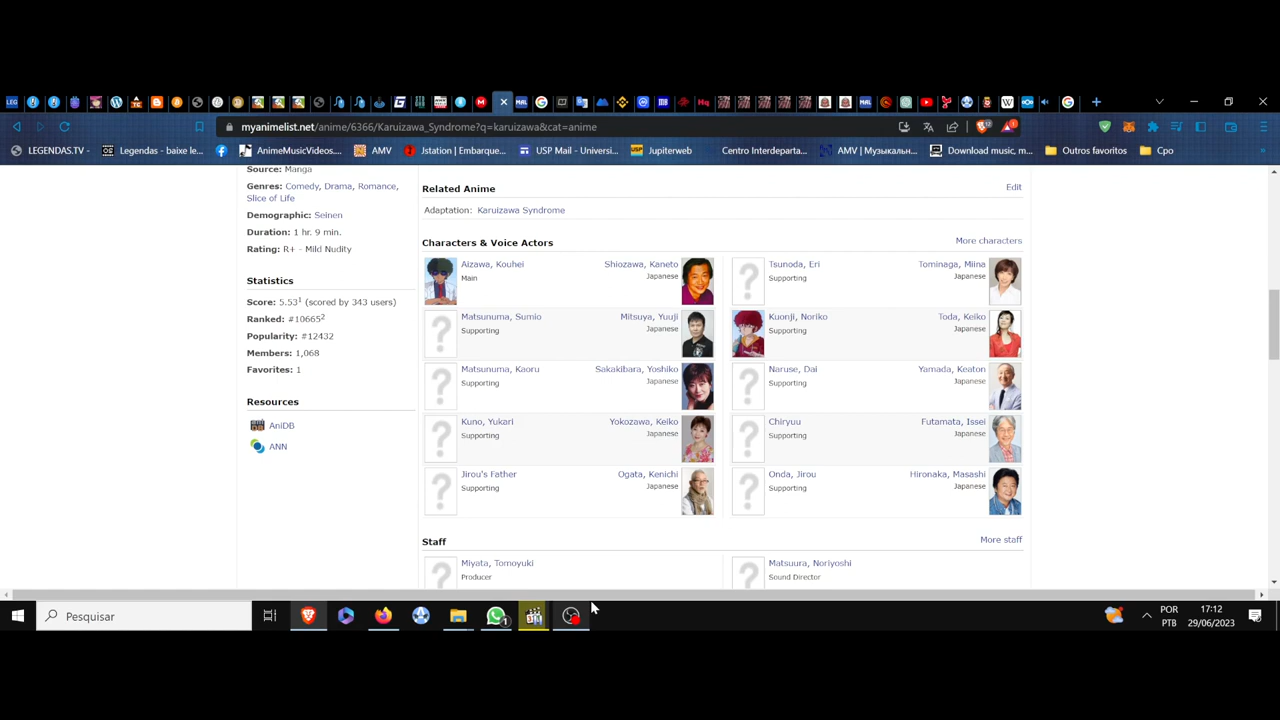 myanimelist.net/anime/6366/Karuizawa_Syndrome?q=karuizawa&cat=anime
LEGENDAS.TV -
Legendas - baixe le...
AnimeMusicVideos....
AMV
Jstation | Embarque...
USP Mail - Universi...
Jupiterweb
Centro Interdeparta...
AMV | Музыкальн...
Download music, m...
Outros favoritos
Cpo
Source: Manga
Genres: Comedy, Drama, Romance,
Slice of Life
Demographic: Seinen
Duration: 1 hr. 9 min.
Rating: R+ - Mild Nudity
Statistics
Score: 5.53¹ (scored by 343 users)
Ranked: #10665²
Popularity: #12432
Members: 1,068
Favorites: 1
Resources
AniDB
ANN
Related Anime
Edit
Adaptation: Karuizawa Syndrome
Characters & Voice Actors
More characters
Aizawa, Kouhei
Main
Shiozawa, Kaneto
Japanese
Tsunoda, Eri
Supporting
Tominaga, Miina
Japanese
Matsunuma, Sumio
Supporting
Mitsuya, Yuuji
Japanese
Kuonji, Noriko
Supporting
Toda, Keiko
Japanese
Matsunuma, Kaoru
Supporting
Sakakibara, Yoshiko
Japanese
Naruse, Dai
Supporting
Yamada, Keaton
Japanese
Kuno, Yukari
Supporting
Yokozawa, Keiko
Japanese
Chiryuu
Supporting
Futamata, Issei
Japanese
Jirou's Father
Supporting
Ogata, Kenichi
Japanese
Onda, Jirou
Supporting
Hironaka, Masashi
Japanese
Staff
More staff
Miyata, Tomoyuki
Producer
Matsuura, Noriyoshi
Sound Director
Pesquisar
POR
PTB
17:12
29/06/2023